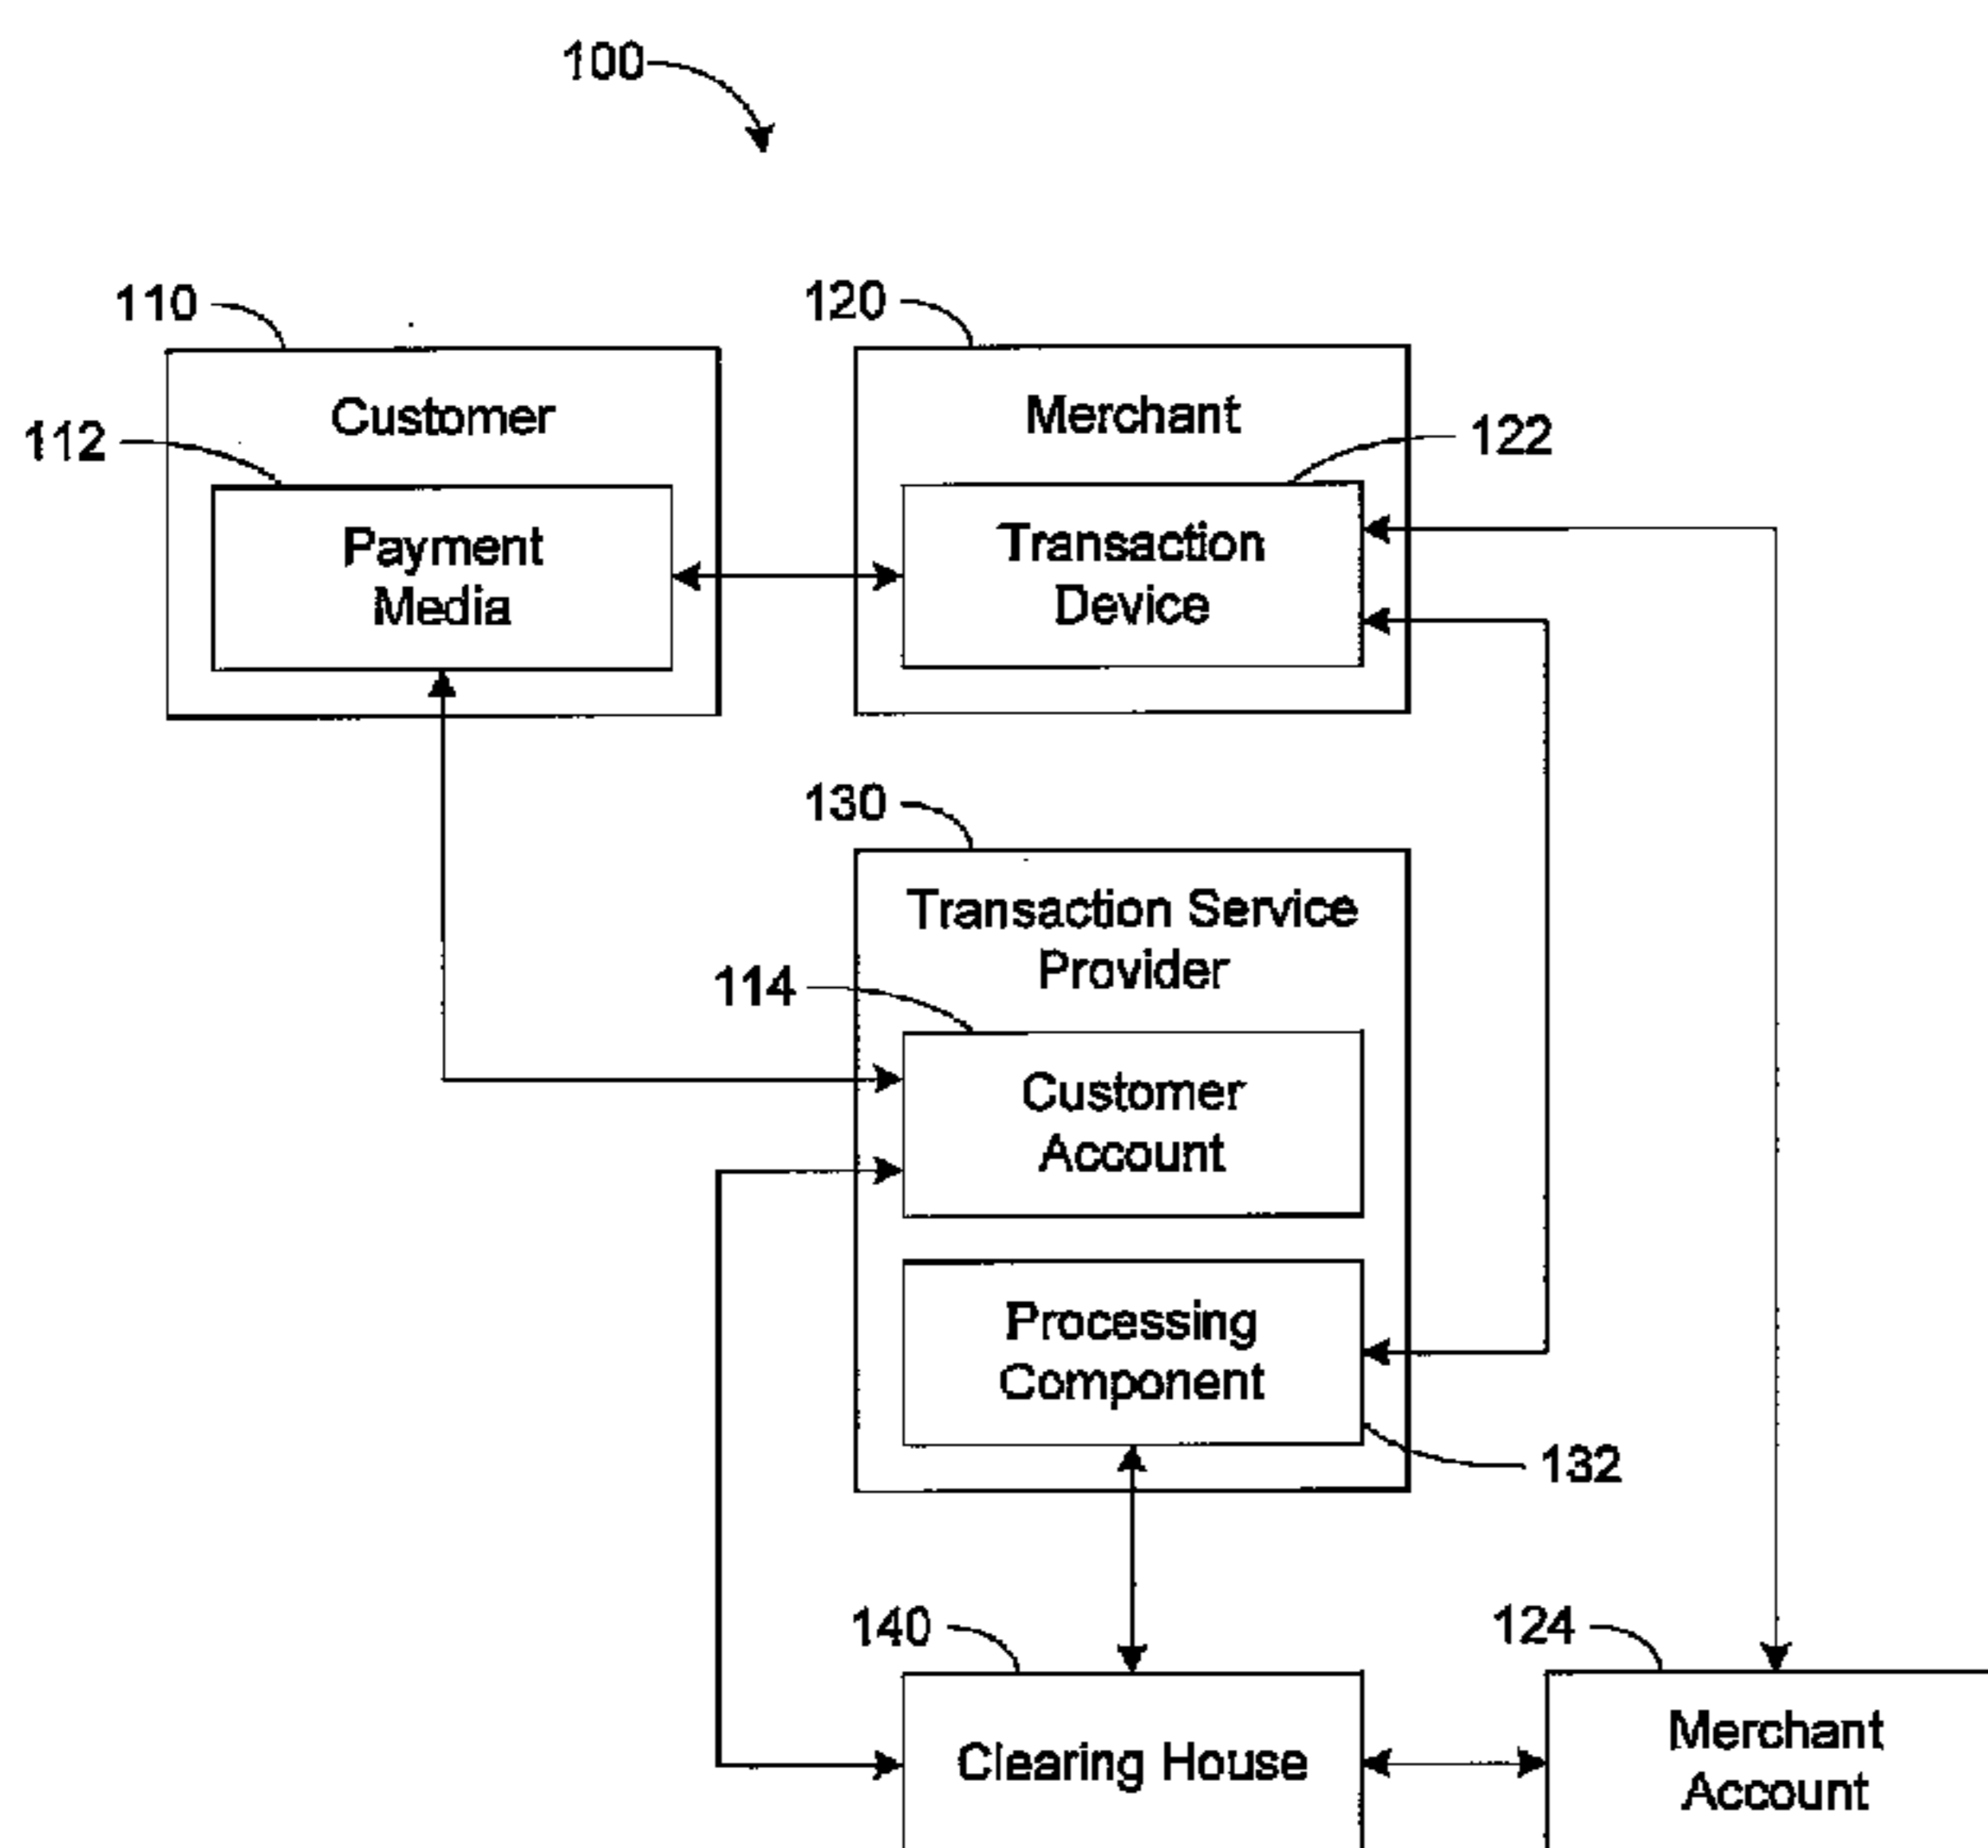 100
110
120
Customer
Merchant
112
122
Payment
Media
Transaction
Device
130
Transaction Service
Provider
114
Customer
Account
Processing
Component
132
140
124
Clearing House
Merchant
Account